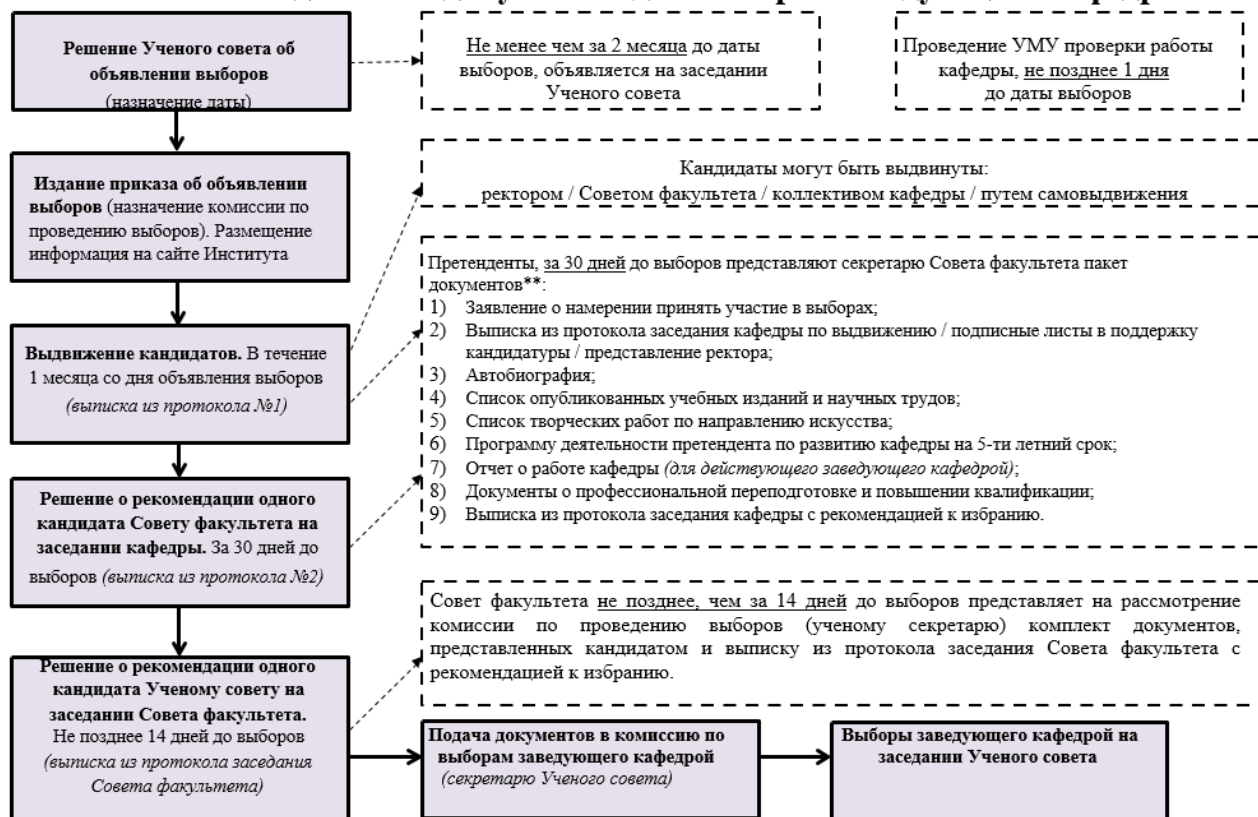 Решение Ученого совета об
объявлении выборов
(назначение даты)
Не менее чем за 2 месяца до даты
выборов, объявляется на заседании
Ученого совета
Проведение УМУ проверки работы
кафедры, не позднее 1 дня
до даты выборов
Издание приказа об объявлении
выборов (назначение комиссии по
проведению выборов). Размещение
информация на сайте Института
Кандидаты могут быть выдвинуты:
ректором / Советом факультета / коллективом кафедры / путем самовыдвижения
Выдвижение кандидатов. В течение
1 месяца со дня объявления выборов
(выписка из протокола №1)
Претенденты, за 30 дней до выборов представляют секретарю Совета факультета пакет
документов**:
1) Заявление о намерении принять участие в выборах;
2) Выписка из протокола заседания кафедры по выдвижению / подписные листы в поддержку
кандидатуры / представление ректора;
3) Автобиография;
4) Список опубликованных учебных изданий и научных трудов;
5) Список творческих работ по направлению искусства;
6) Программу деятельности претендента по развитию кафедры на 5-ти летний срок;
7) Отчет о работе кафедры (для действующего заведующего кафедрой);
8) Документы о профессиональной переподготовке и повышении квалификации;
9) Выписка из протокола заседания кафедры с рекомендацией к избранию.
Решение о рекомендации одного
кандидата Совету факультета на
заседании кафедры. За 30 дней до
выборов (выписка из протокола №2)
Совет факультета не позднее, чем за 14 дней до выборов представляет на рассмотрение
комиссии по проведению выборов (ученому секретарю) комплект документов,
представленных кандидатом и выписку из протокола заседания Совета факультета с
рекомендацией к избранию.
Решение о рекомендации одного
кандидата Ученому совету на
заседании Совета факультета.
Не позднее 14 дней до выборов
(выписка из протокола заседания
Совета факультета)
Подача документов в комиссию по
выборам заведующего кафедрой
(секретарю Ученого совета)
Выборы заведующего кафедрой на
заседании Ученого совета